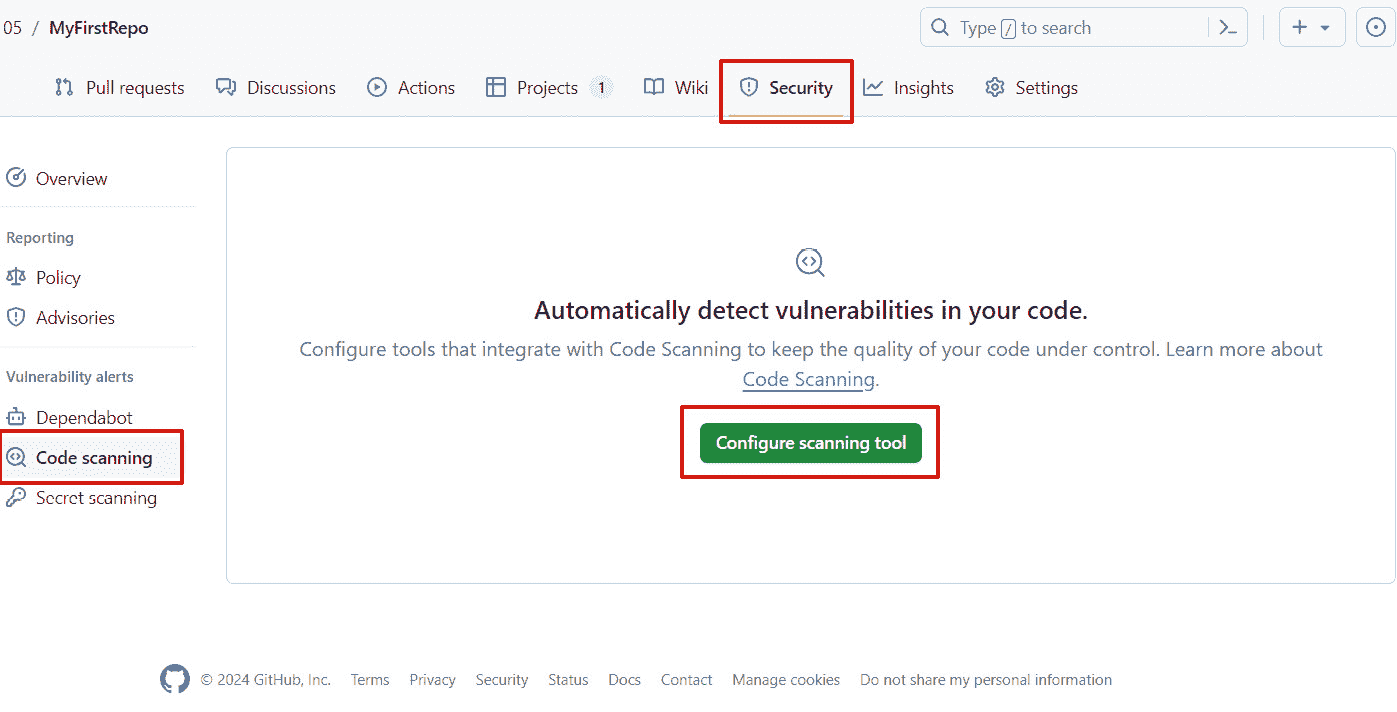 05 / MyFirstRepo
Type / to search
Pull requests Discussions Actions Projects 1 Wiki Security Insights Settings
Overview
Reporting
Policy
Advisories
Vulnerability alerts
Dependabot
Code scanning
Secret scanning
Automatically detect vulnerabilities in your code.
Configure tools that integrate with Code Scanning to keep the quality of your code under control. Learn more about
Code Scanning.
Configure scanning tool
© 2024 GitHub, Inc. Terms Privacy Security Status Docs Contact Manage cookies Do not share my personal information